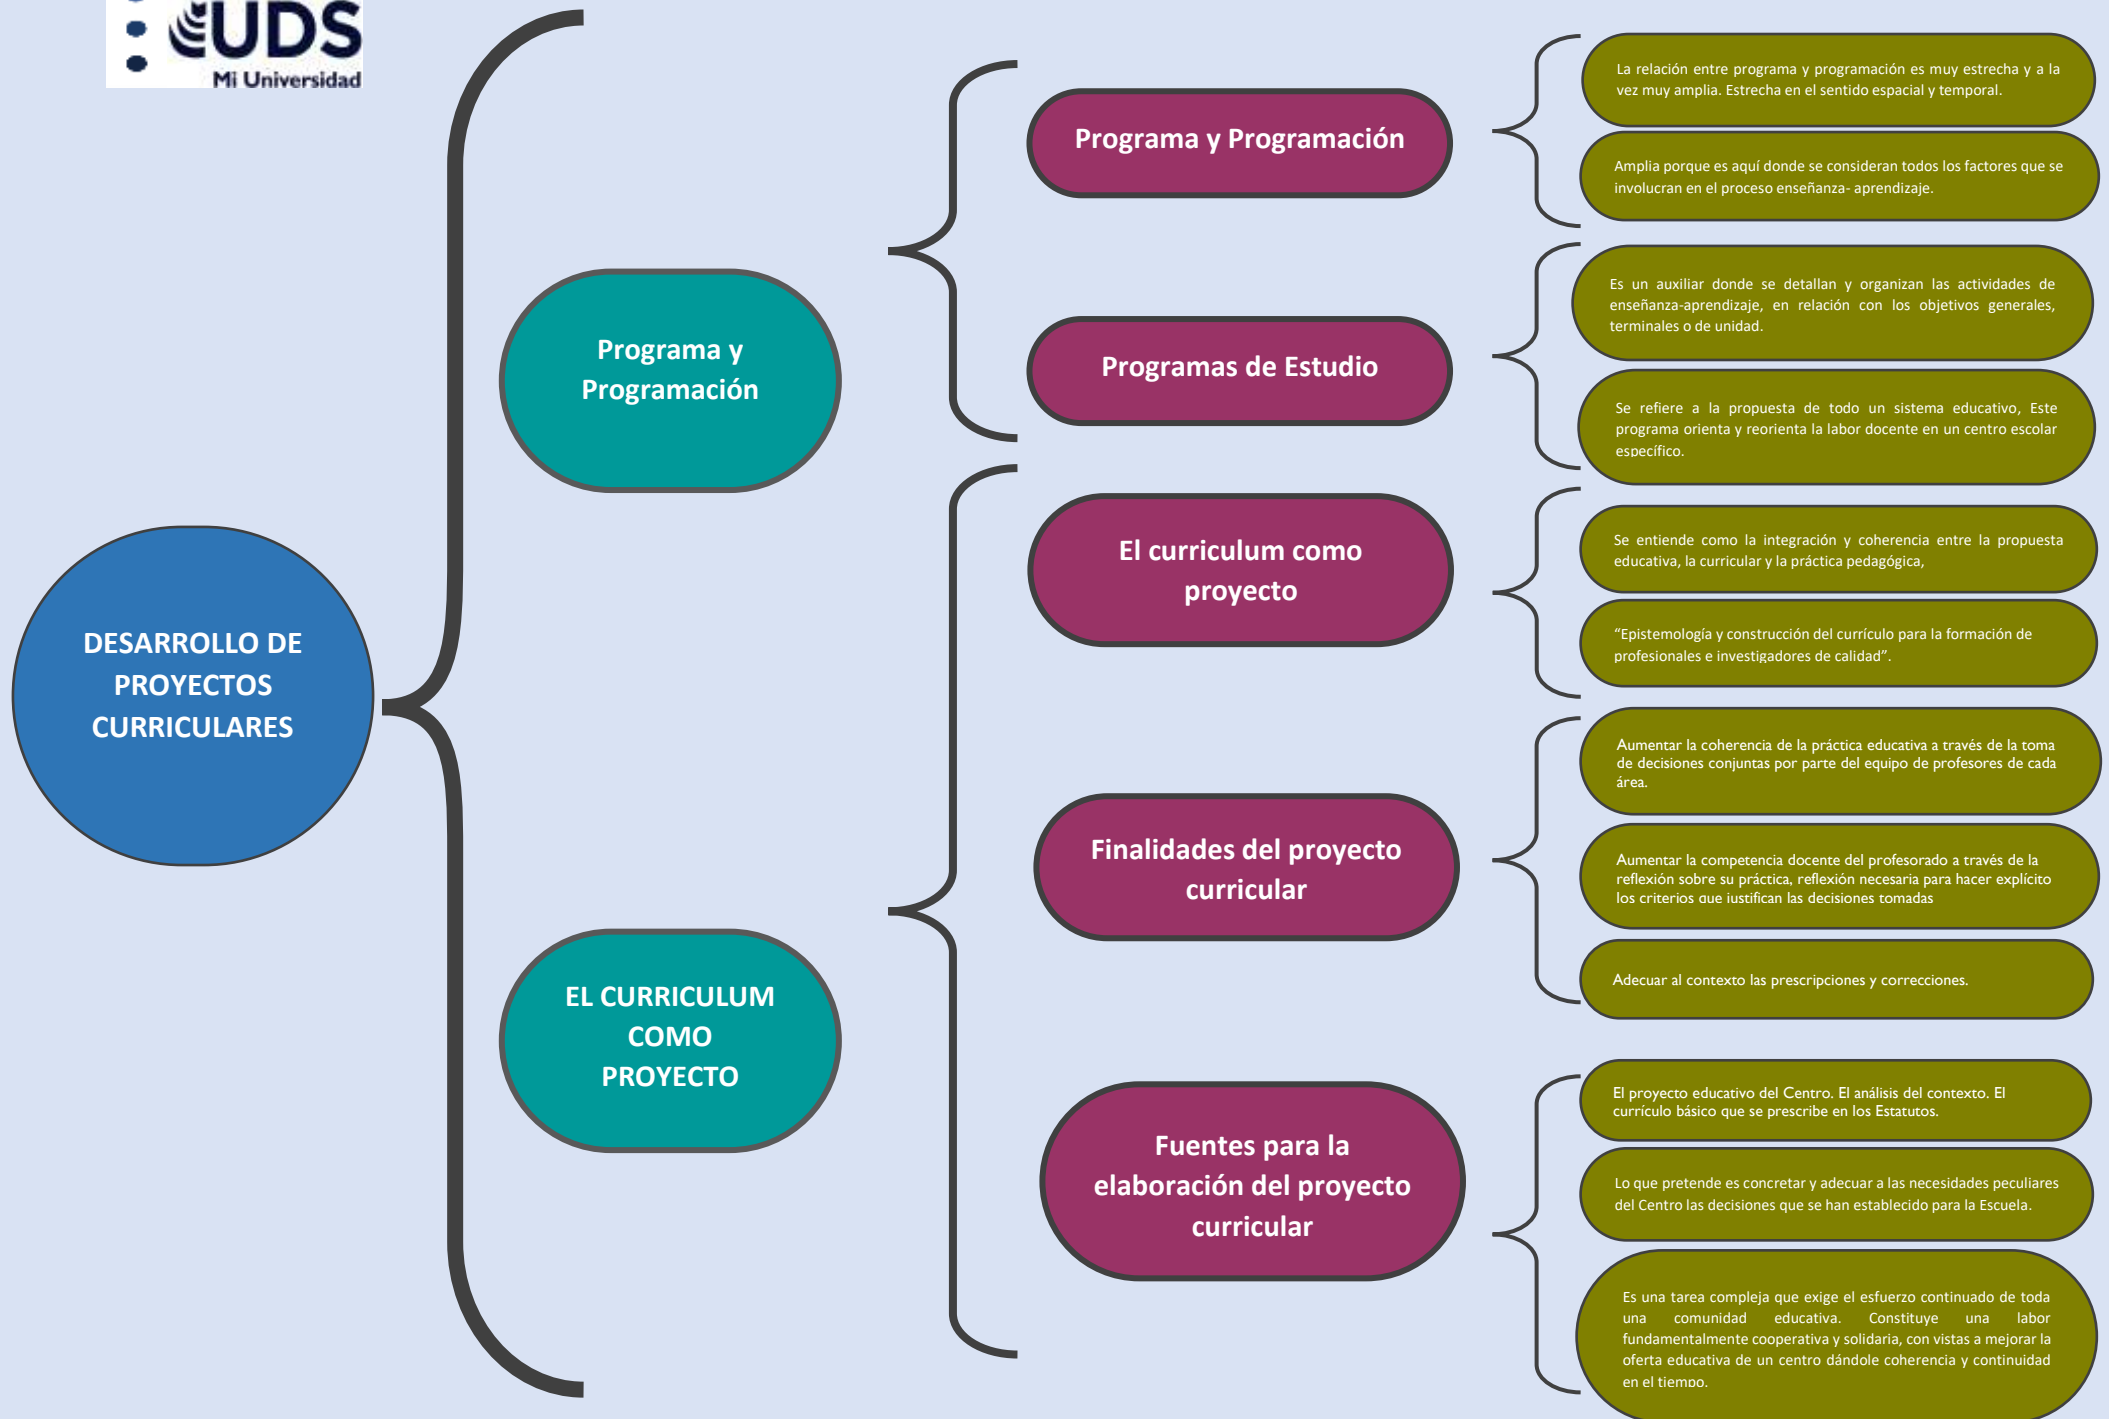 UDS
Mi Universidad
DESARROLLO DE
PROYECTOS
CURRICULARES
Programa y
Programación
Programa y Programación
La relación entre programa y programación es muy estrecha y a la
vez muy amplia. Estrecha en el sentido espacial y temporal.
Amplia porque es aquí donde se consideran todos los factores que se
involucran en el proceso enseñanza- aprendizaje.
Programas de Estudio
Es un auxiliar donde se detallan y organizan las actividades de
enseñanza-aprendizaje, en relación con los objetivos generales,
terminales o de unidad.
Se refiere a la propuesta de todo un sistema educativo, Este
programa orienta y reorienta la labor docente en un centro escolar
específico.
EL CURRICULUM
COMO
PROYECTO
El curriculum como
proyecto
Se entiende como la integración y coherencia entre la propuesta
educativa, la curricular y la práctica pedagógica,
“Epistemología y construcción del currículo para la formación de
profesionales e investigadores de calidad”.
Finalidades del proyecto
curricular
Aumentar la coherencia de la práctica educativa a través de la toma
de decisiones conjuntas por parte del equipo de profesores de cada
área.
Aumentar la competencia docente del profesorado a través de la
reflexión sobre su práctica, reflexión necesaria para hacer explícito
los criterios que justifican las decisiones tomadas
Adecuar al contexto las prescripciones y correcciones.
Fuentes para la
elaboración del proyecto
curricular
El proyecto educativo del Centro. El análisis del contexto. El
currículo básico que se prescribe en los Estatutos.
Lo que pretende es concretar y adecuar a las necesidades peculiares
del Centro las decisiones que se han establecido para la Escuela.
Es una tarea compleja que exige el esfuerzo continuado de toda
una comunidad educativa. Constituye una labor
fundamentalmente cooperativa y solidaria, con vistas a mejorar la
oferta educativa de un centro dándole coherencia y continuidad
en el tiempo.